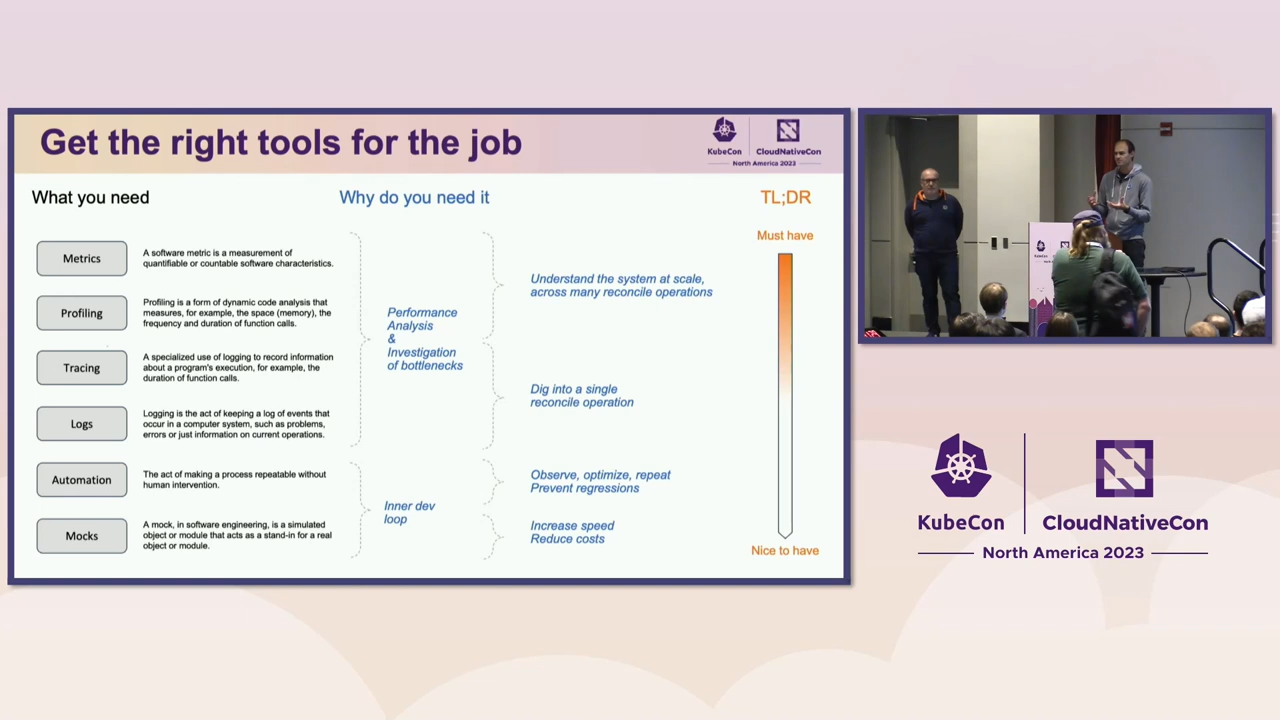 Get the right tools for the job
KubeCon
CloudNativeCon
North America 2023
What you need
Why do you need it
TL;DR
Metrics
A software metric is a measurement of
quantifiable or countable software characteristics.
Profiling
Profiling is a form of dynamic code analysis that
measures, for example, the space (memory), the
frequency and duration of function calls.
Tracing
A specialized use of logging to record information
about a program's execution, for example, the
duration of function calls.
Logs
Logging is the act of keeping a log of events that
occur in a computer system, such as problems,
errors or just information on current operations.
Automation
The act of making a process repeatable without
human intervention.
Mocks
A mock, in software engineering, is a simulated
object or module that acts as a stand-in for a real
object or module.
Performance
Analysis
&
Investigation
of bottlenecks
Inner dev
loop
Understand the system at scale,
across many reconcile operations
Dig into a single
reconcile operation
Observe, optimize, repeat
Prevent regressions
Increase speed
Reduce costs
Must have
Nice to have
KubeCon
CloudNativeCon
North America 2023